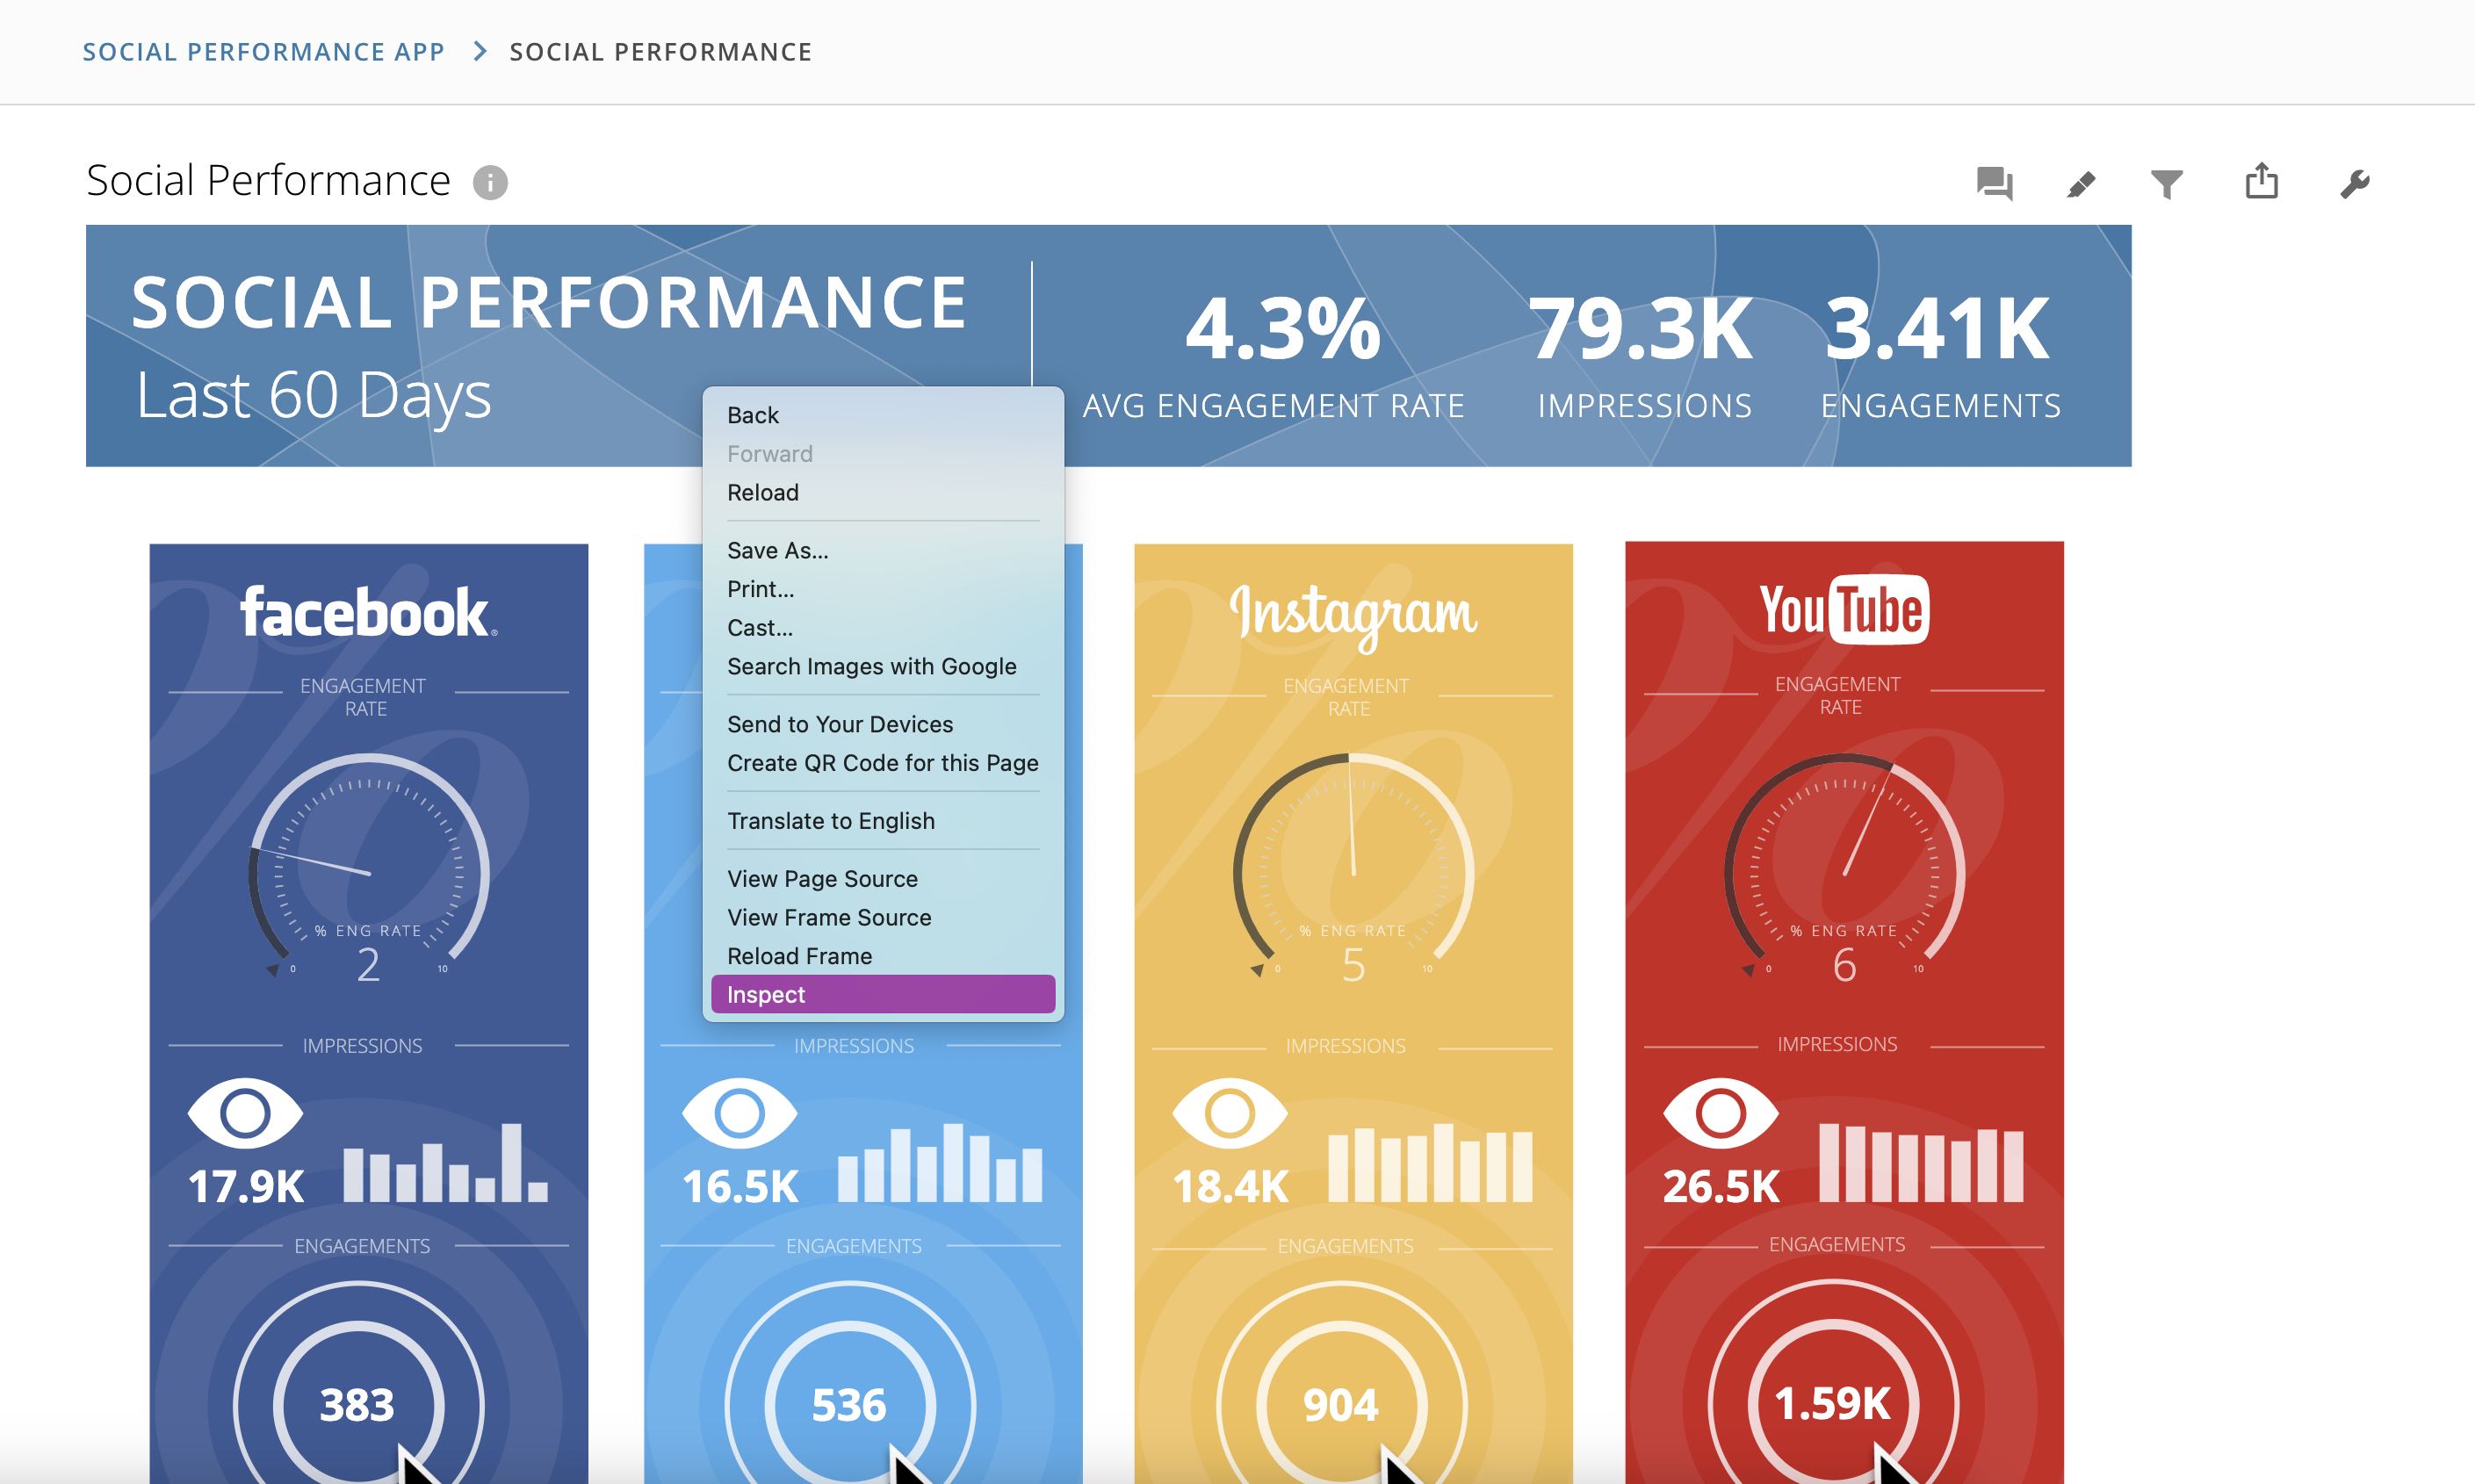 SOCIAL PERFORMANCE APP > SOCIAL PERFORMANCE
Social Performance i
SOCIAL PERFORMANCE
Last 60 Days
4.3% 79.3K 3.41K
AVG ENGAGEMENT RATE IMPRESSIONS ENGAGEMENTS
Back
Forward
Reload
Save As...
Print...
Cast...
Search Images with Google
Send to Your Devices
Create QR Code for this Page
Translate to English
View Page Source
View Frame Source
Reload Frame
Inspect
facebook®
ENGAGEMENT
RATE
% ENG RATE
0 2 10
IMPRESSIONS
17.9K
ENGAGEMENTS
383
IMPRESSIONS
16.5K
ENGAGEMENTS
536
Instagram
ENGAGEMENT
RATE
% ENG RATE
0 5 10
IMPRESSIONS
18.4K
ENGAGEMENTS
904
YouTube
ENGAGEMENT
RATE
% ENG RATE
0 6 10
IMPRESSIONS
26.5K
ENGAGEMENTS
1.59K